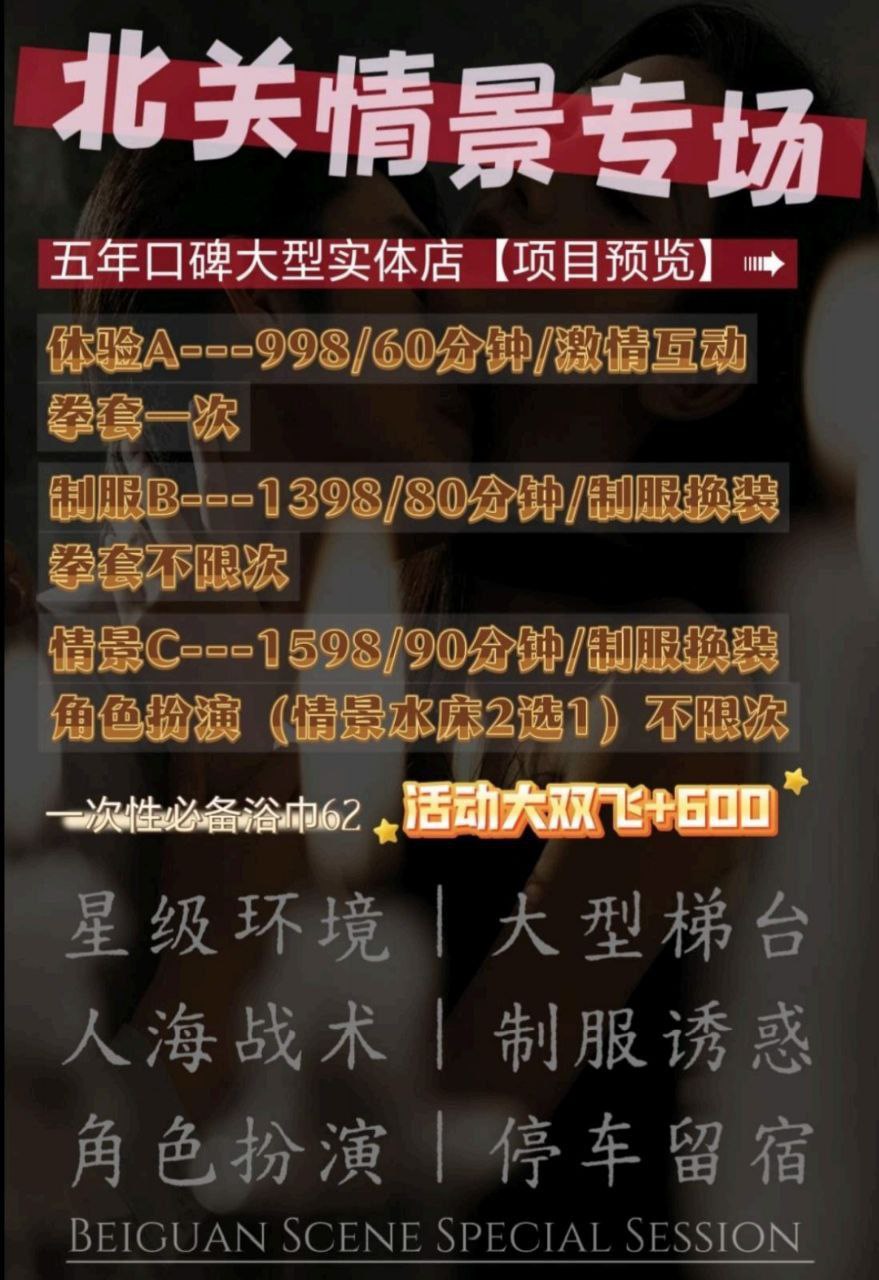 北关情景专场
五年口碑大型实体店【项目预览】
体验A---998/60分钟/激情互动
拳套一次
制服B---1398/80分钟/制服换装
拳套不限次
情景C---1598/90分钟/制服换装
角色扮演（情景水床2选1）不限次
一次性必备浴巾62 活动大双飞+600
星级环境|大型梯台
人海战术|制服诱惑
角色扮演|停车留宿
BEIGUAN SCENE SPECIAL SESSION